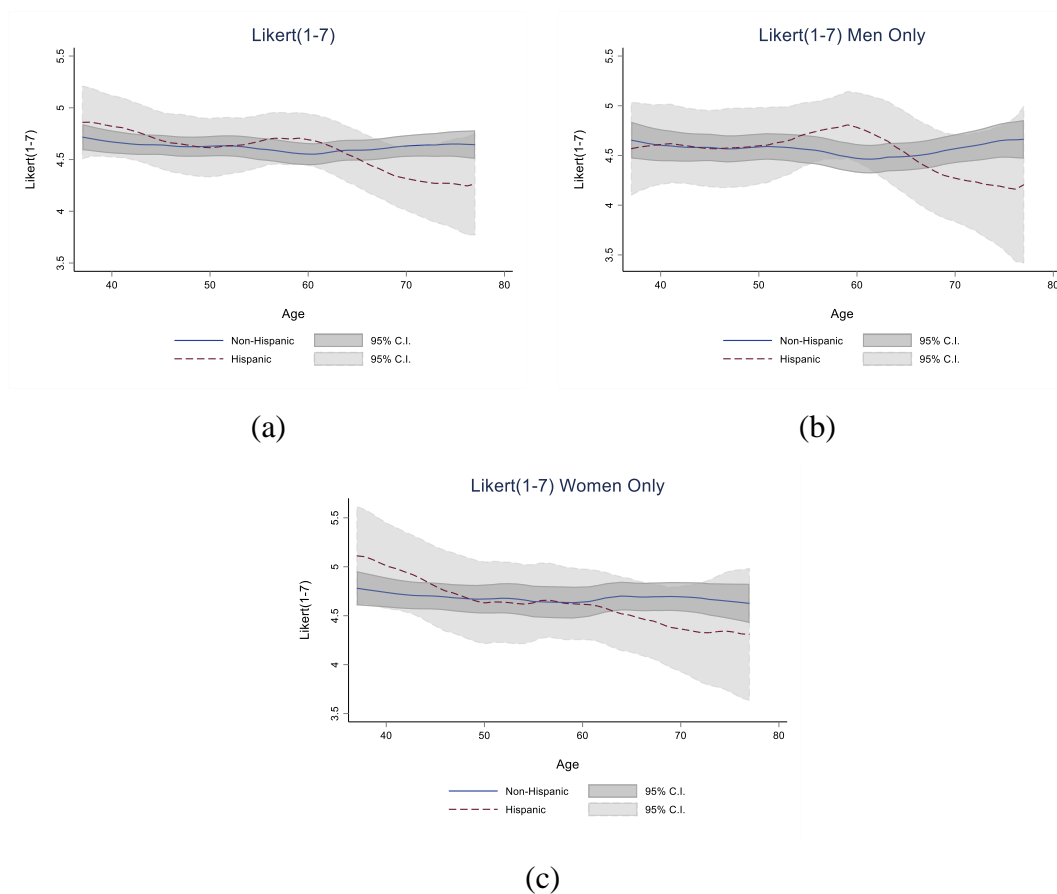 Likert(1-7)
5.5
5
4.5
4
3.5
Likert(1-7)
40 50 60 70 80
Age
Non-Hispanic 95% C.I.
Hispanic 95% C.I.
(a)
Likert(1-7) Men Only
5.5
5
4.5
4
3.5
Likert(1-7)
40 50 60 70 80
Age
Non-Hispanic 95% C.I.
Hispanic 95% C.I.
(b)
Likert(1-7) Women Only
5.5
5
4.5
4
3.5
Likert(1-7)
40 50 60 70 80
Age
Non-Hispanic 95% C.I.
Hispanic 95% C.I.
(c)